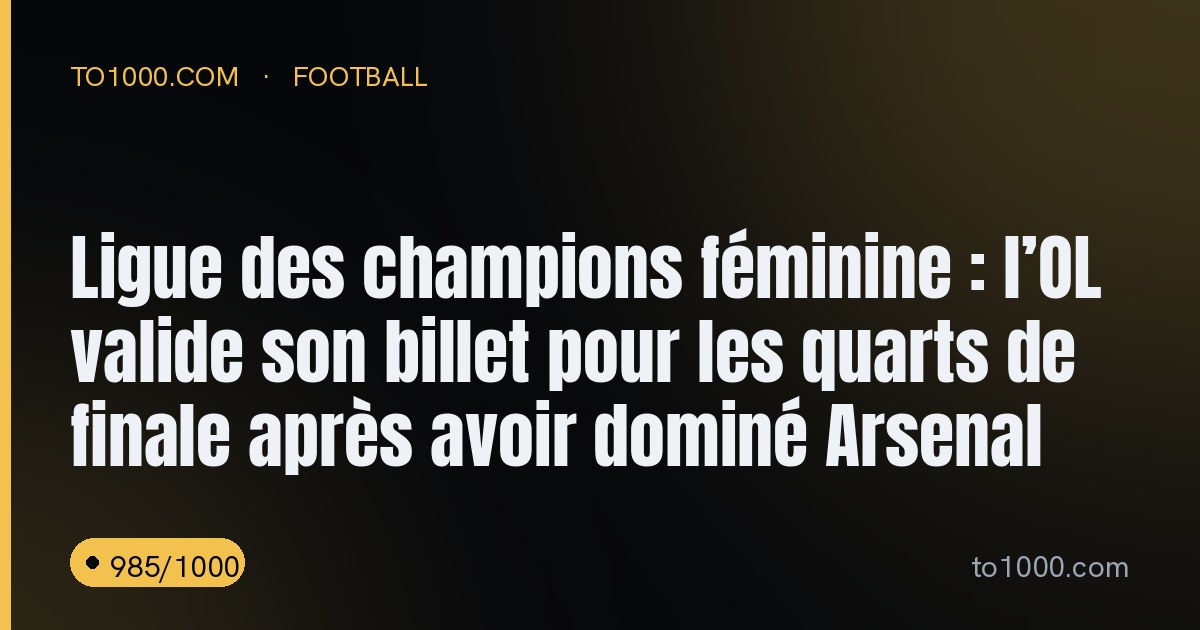 TO1000.COM · FOOTBALL
Ligue des champions féminine : l’OL
valide son billet pour les quarts de
finale après avoir dominé Arsenal
985/1000
to1000.com